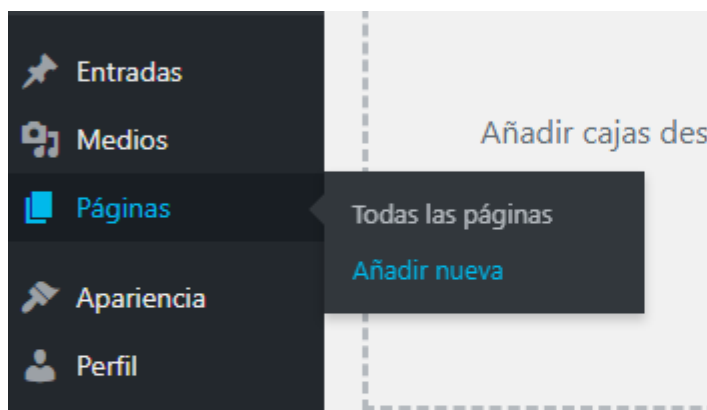 Entradas
Medios
Páginas
Apariencia
Perfil
Todas las páginas
Añadir nueva
Añadir cajas des